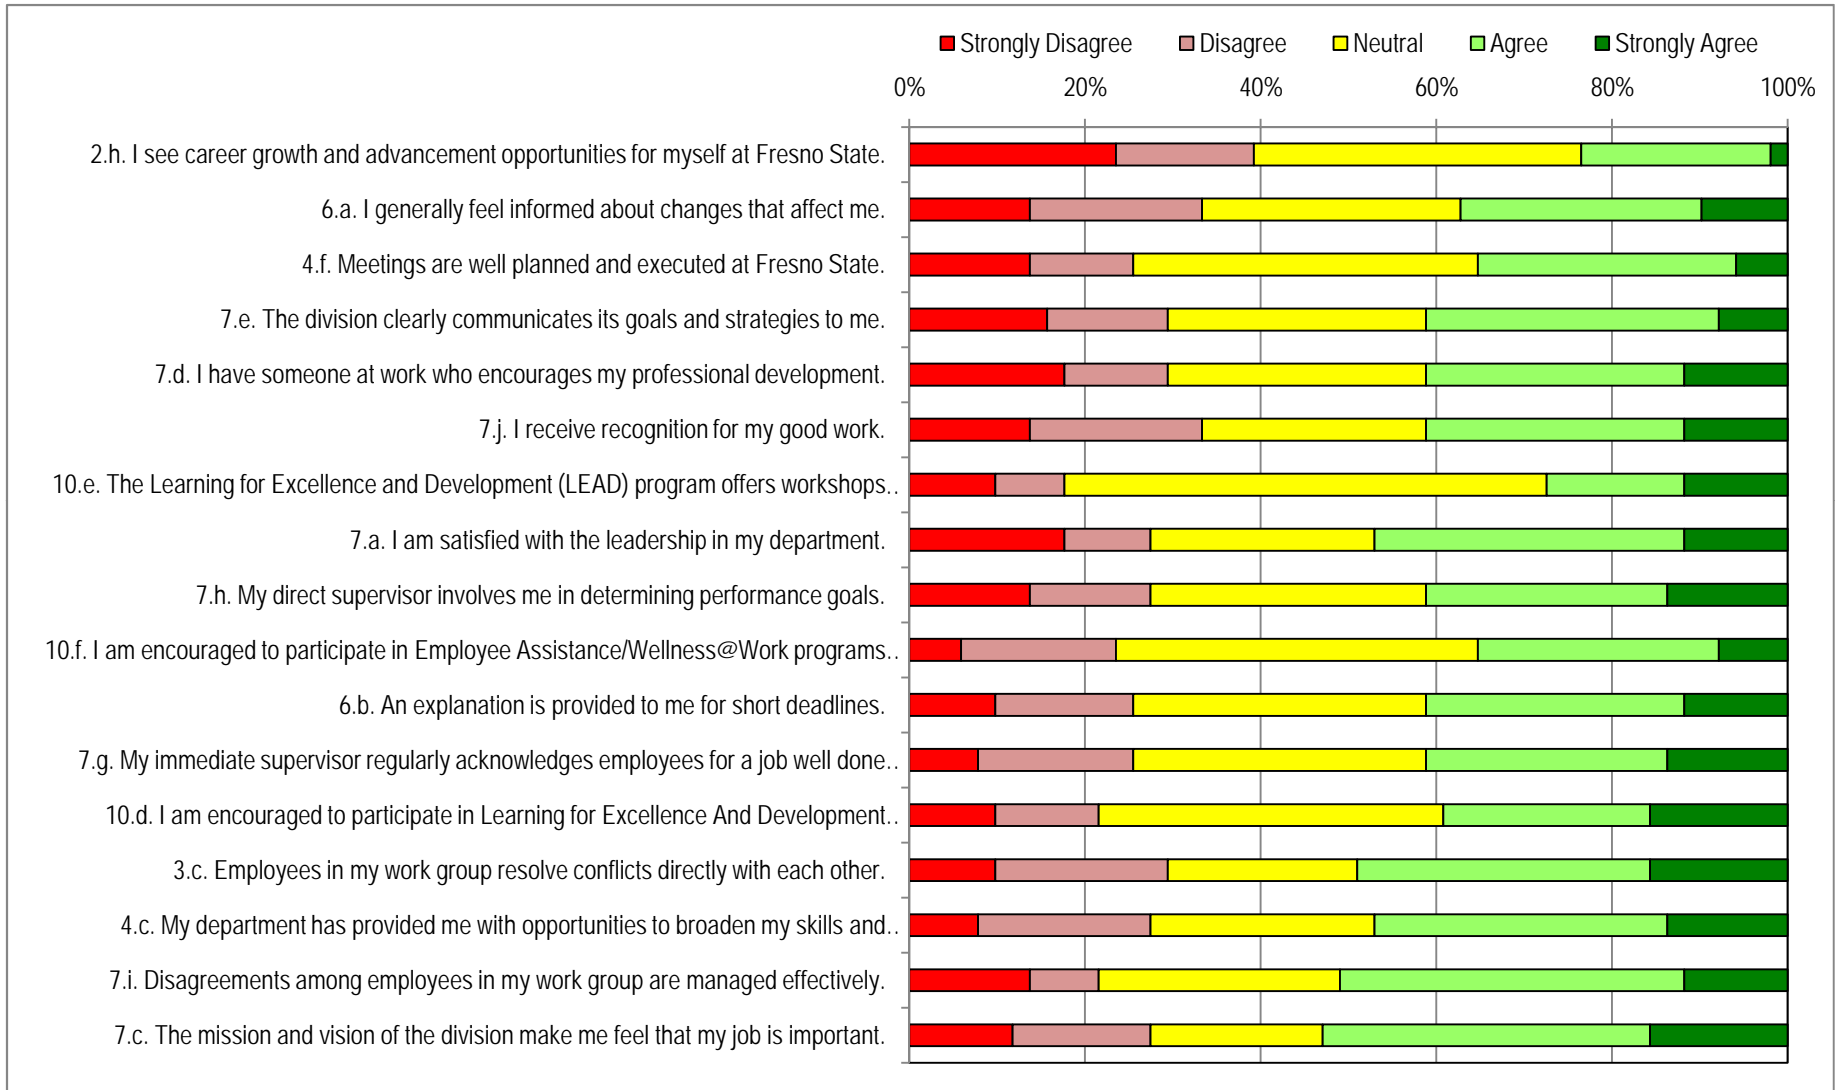 Strongly Disagree Disagree Neutral Agree Strongly Agree
0% 20% 40% 60% 80% 100%
2.h. I see career growth and advancement opportunities for myself at Fresno State.
6.a. I generally feel informed about changes that affect me.
4.f. Meetings are well planned and executed at Fresno State.
7.e. The division clearly communicates its goals and strategies to me.
7.d. I have someone at work who encourages my professional development.
7.j. I receive recognition for my good work.
10.e. The Learning for Excellence and Development (LEAD) program offers workshops..
7.a. I am satisfied with the leadership in my department.
7.h. My direct supervisor involves me in determining performance goals.
10.f. I am encouraged to participate in Employee Assistance/Wellness@Work programs..
6.b. An explanation is provided to me for short deadlines.
7.g. My immediate supervisor regularly acknowledges employees for a job well done..
10.d. I am encouraged to participate in Learning for Excellence And Development..
3.c. Employees in my work group resolve conflicts directly with each other.
4.c. My department has provided me with opportunities to broaden my skills and..
7.i. Disagreements among employees in my work group are managed effectively.
7.c. The mission and vision of the division make me feel that my job is important.